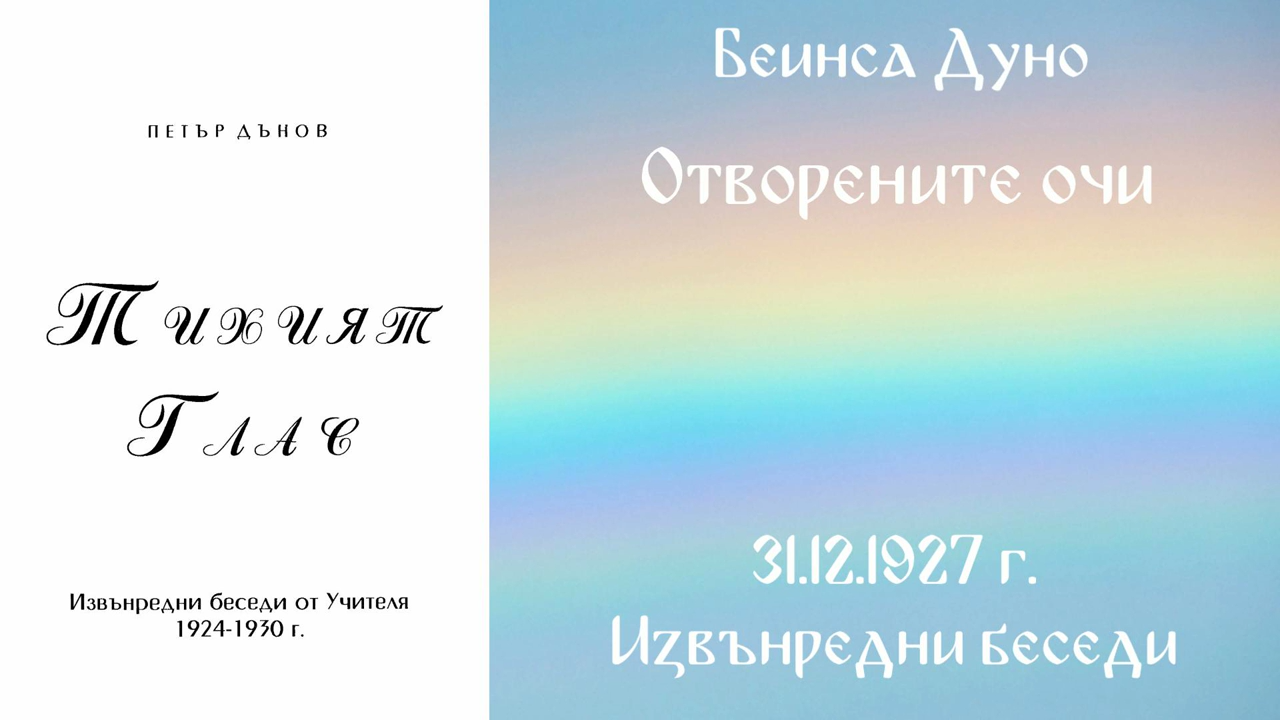 ПЕТЪР ДЪНОВ
Тихият
Глас
Извънредни беседи от Учителя
1924-1930 г.
Беинса Дуно
Отворените очи
31.12.1927 г.
Извънредни беседи